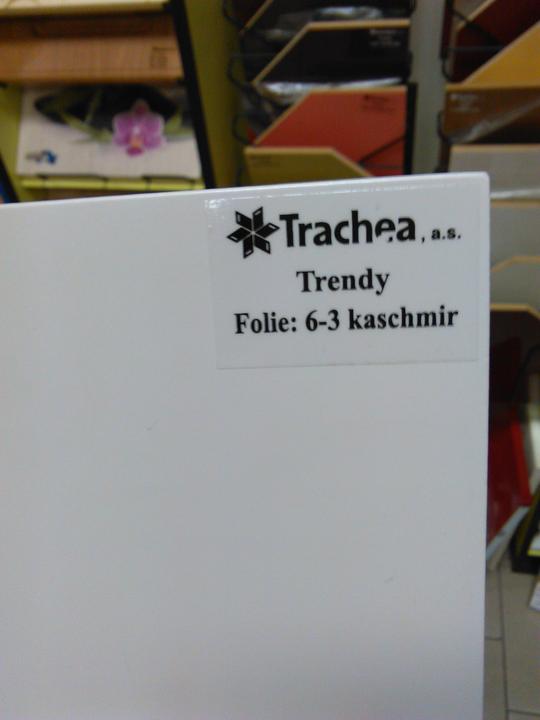 Trachea, a.s.
Trendy
Folie: 6-3 kaschmir